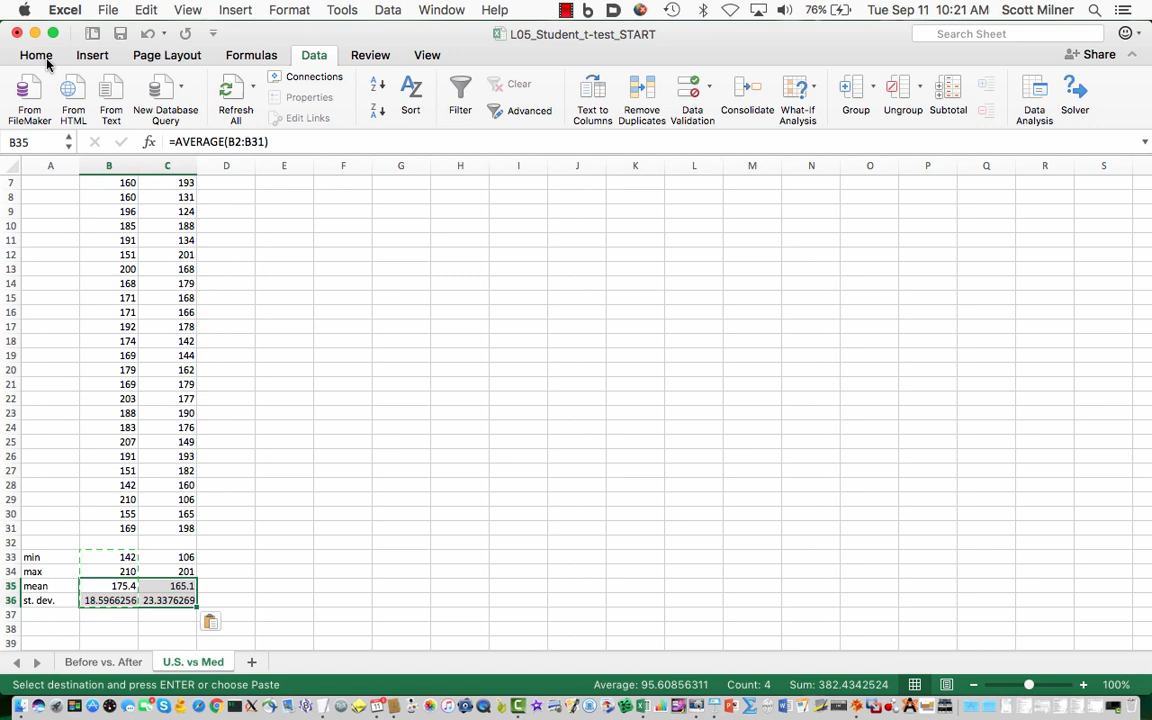 Excel File Edit View Insert Format Tools Data Window Help 76% Tue Sep 11 10:21 AM Scott Milner
L05_Student_t-test_START
Search Sheet
Home Insert Page Layout Formulas Data Review View Share
From FileMaker
From HTML
From Text
New Database Query
Refresh All
Connections
Properties
Edit Links
Sort
Filter
Clear
Advanced
Text to Columns
Remove Duplicates
Data Validation
Consolidate
What-If Analysis
Group
Ungroup
Subtotal
Data Analysis
Solver
B35 fx =AVERAGE(B2:B31)
A B C D E F G H I J K L M N O P Q R S
7 160 193
8 160 131
9 196 124
10 185 188
11 191 134
12 151 201
13 200 168
14 168 179
15 171 168
16 171 166
17 192 178
18 174 142
19 169 144
20 179 162
21 169 179
22 203 177
23 188 190
24 183 176
25 207 149
26 191 193
27 151 182
28 142 160
29 210 106
30 155 165
31 169 198
32
33 min 142 106
34 max 210 201
35 mean 175.4 165.1
36 st. dev. 18.5966256 23.3376269
37
38
39
Before vs. After U.S. vs Med
Select destination and press ENTER or choose Paste Average: 95.60856311 Count: 4 Sum: 382.4342524 100%